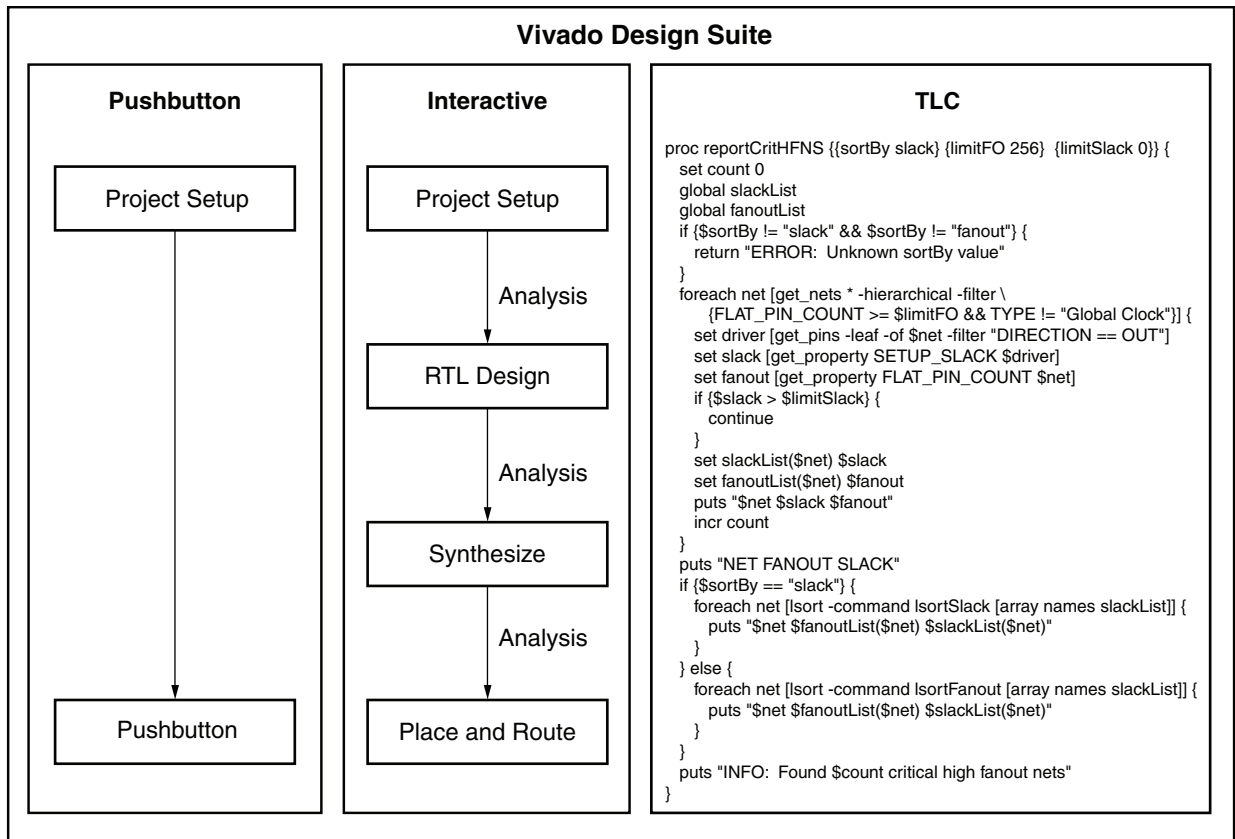 Vivado Design Suite
Pushbutton
Project Setup
Pushbutton
Interactive
Project Setup
Analysis
RTL Design
Analysis
Synthesize
Analysis
Place and Route
TLC
proc reportCritHFNS {{sortBy slack} {limitFO 256} {limitSlack 0}} {
set count 0
global slackList
global fanoutList
if {$sortBy != "slack" && $sortBy != "fanout"} {
return "ERROR: Unknown sortBy value"
}
foreach net [get_nets * -hierarchical -filter \
{FLAT_PIN_COUNT >= $limitFO && TYPE != "Global Clock"}] {
set driver [get_pins -leaf -of $net -filter "DIRECTION == OUT"]
set slack [get_property SETUP_SLACK $driver]
set fanout [get_property FLAT_PIN_COUNT $net]
if {$slack > $limitSlack} {
continue
}
set slackList($net) $slack
set fanoutList($net) $fanout
puts "$net $slack $fanout"
incr count
}
puts "NET FANOUT SLACK"
if {$sortBy == "slack"} {
foreach net [lsort -command lsortSlack [array names slackList]] {
puts "$net $fanoutList($net) $slackList($net)"
}
} else {
foreach net [lsort -command lsortFanout [array names slackList]] {
puts "$net $fanoutList($net) $slackList($net)"
}
}
puts "INFO: Found $count critical high fanout nets"
}